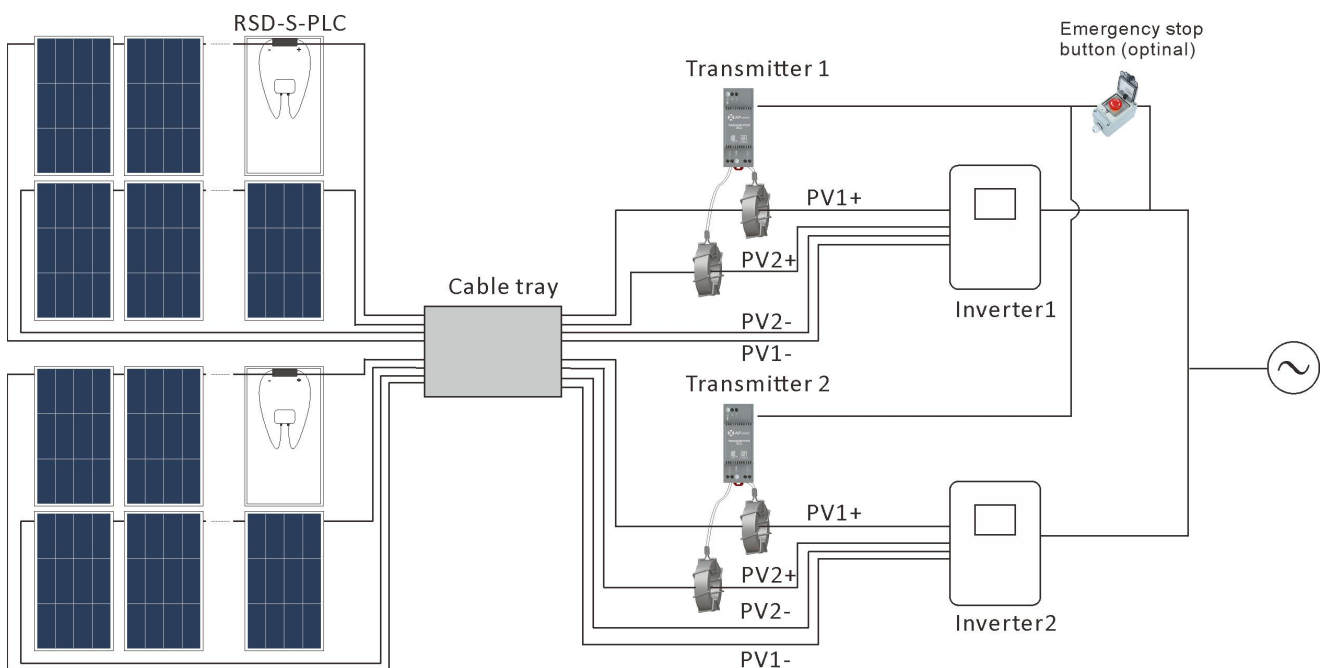 RSD-S-PLC
Emergency stop
button (optinal)
Transmitter 1
PV1+
PV2+
Cable tray
PV2-
Inverter1
PV1-
Transmitter 2
PV1+
PV2+
PV2-
Inverter2
PV1-